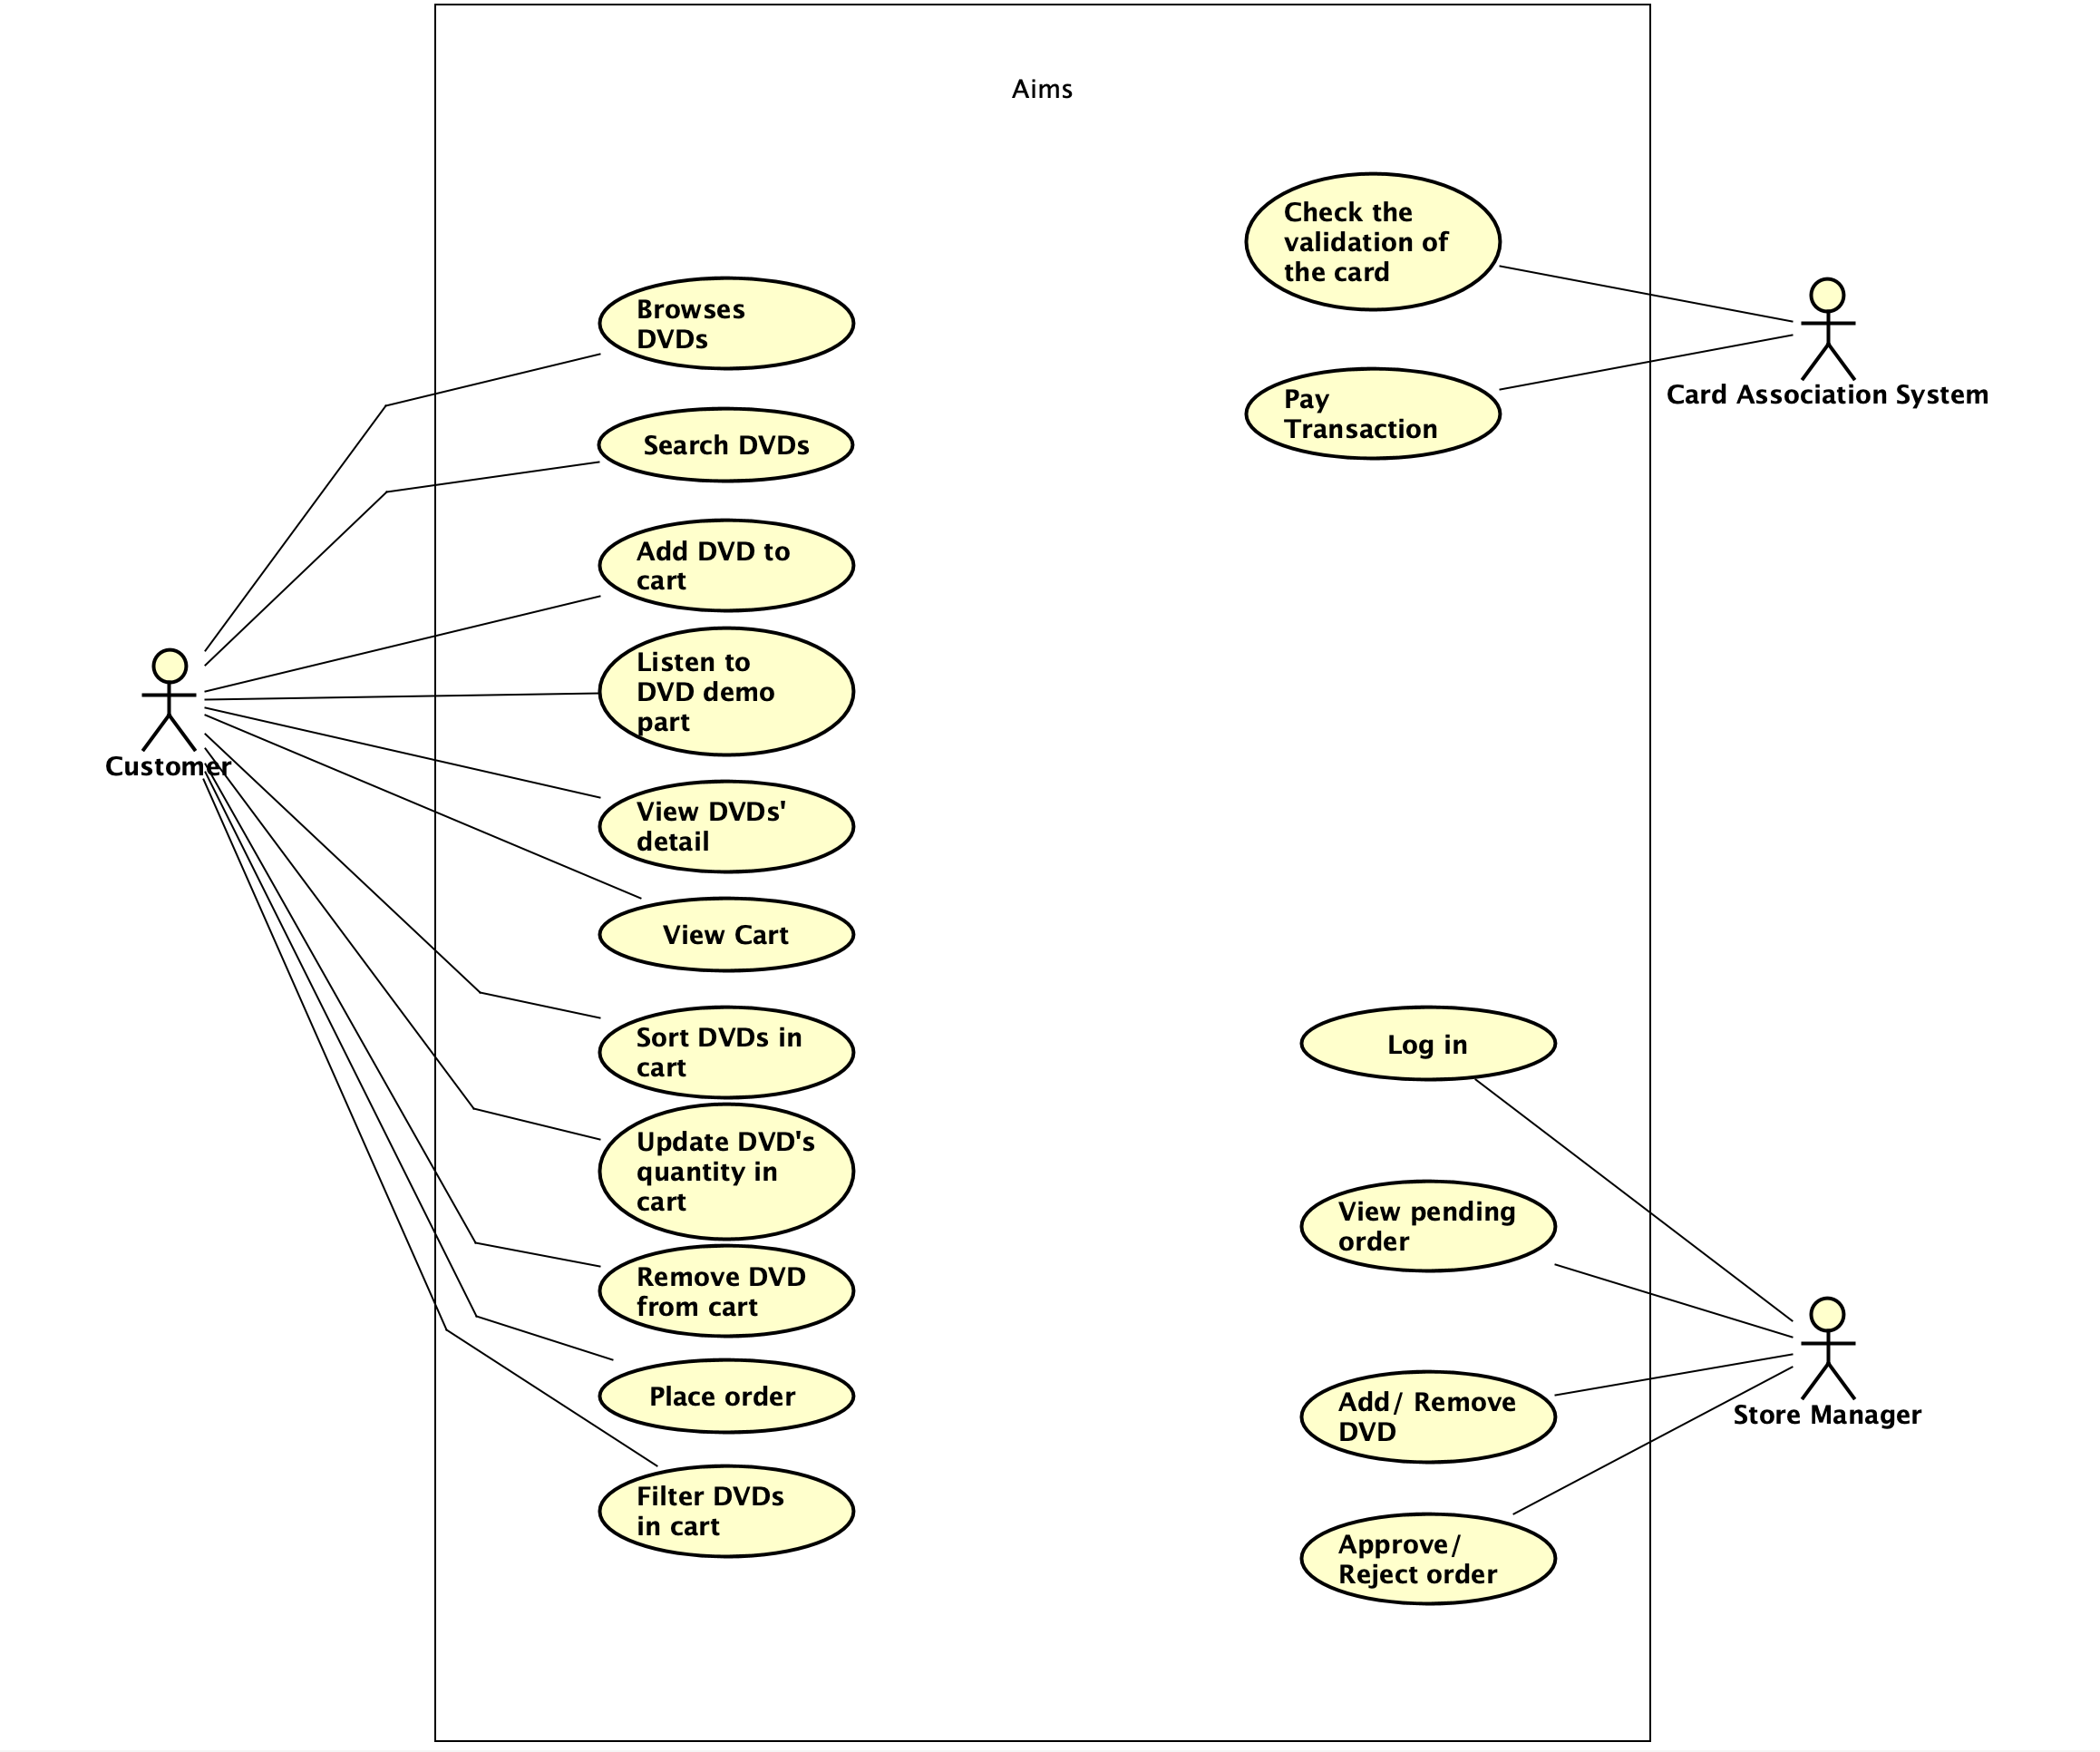 Aims
Check the
validation of
the card
Browses
DVDs
Card Association System
Pay
Transaction
Search DVDs
Add DVD to
cart
Listen to
DVD demo
part
Customer
View DVDs'
detail
View Cart
Sort DVDs in
cart
Log in
Update DVD's
quantity in
cart
View pending
order
Remove DVD
from cart
Place order
Add/ Remove
DVD
Store Manager
Filter DVDs
in cart
Approve/
Reject order